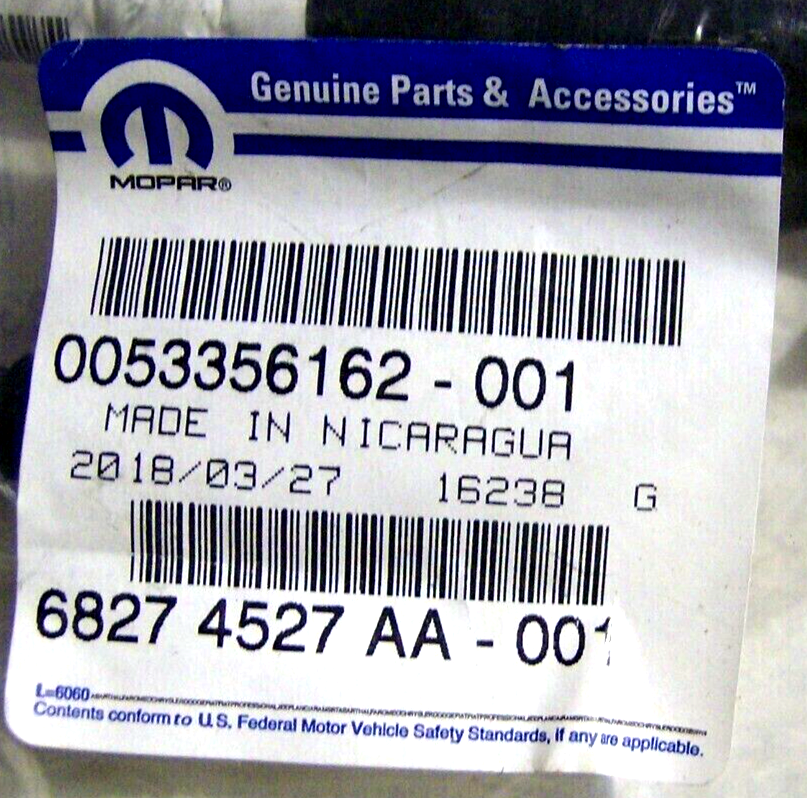 Genuine Parts & Accessories™
MOPAR®
0053356162 - 001
MADE IN NICARAGUA
2018/03/27 16238 G
6827 4527 AA - 001
L=6060
Contents conform to U.S. Federal Motor Vehicle Safety Standards, if any are applicable.